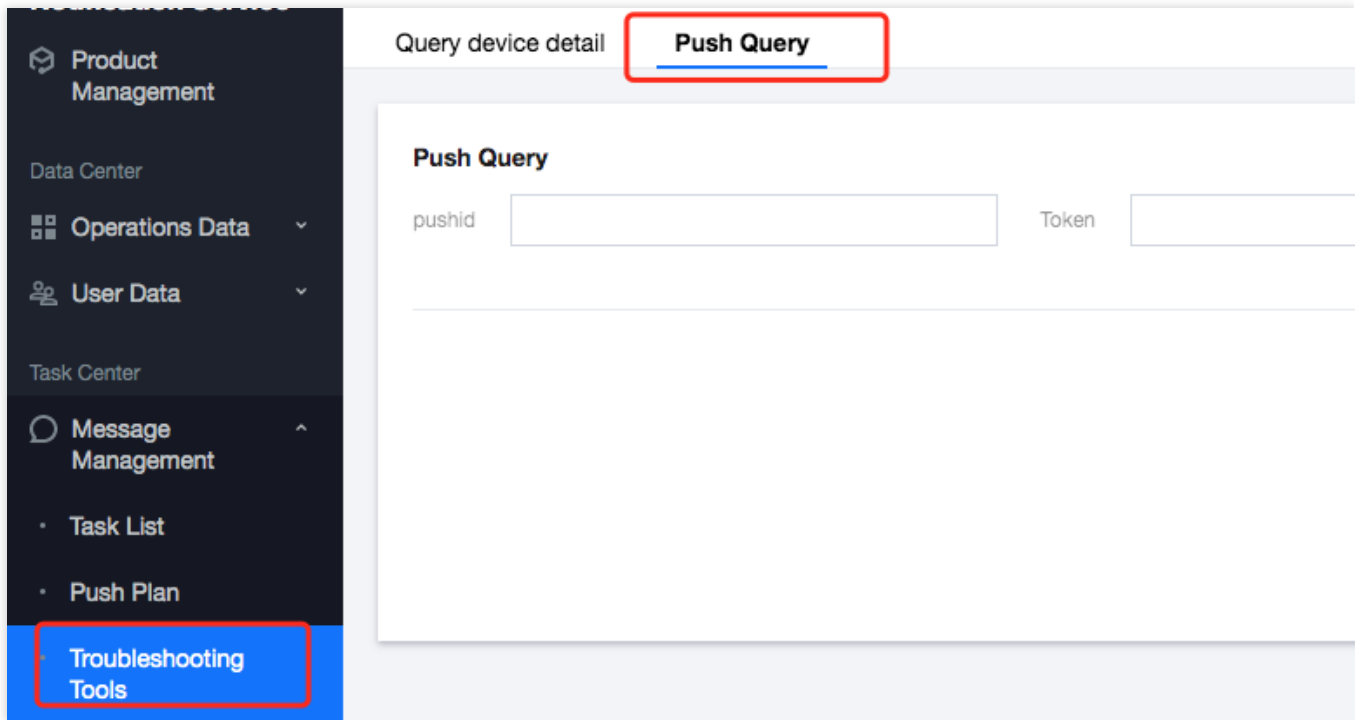 Product
Management
Data Center
Operations Data
User Data
Task Center
Message
Management
Task List
Push Plan
Troubleshooting
Tools
Query device detail
Push Query
Push Query
pushid
Token